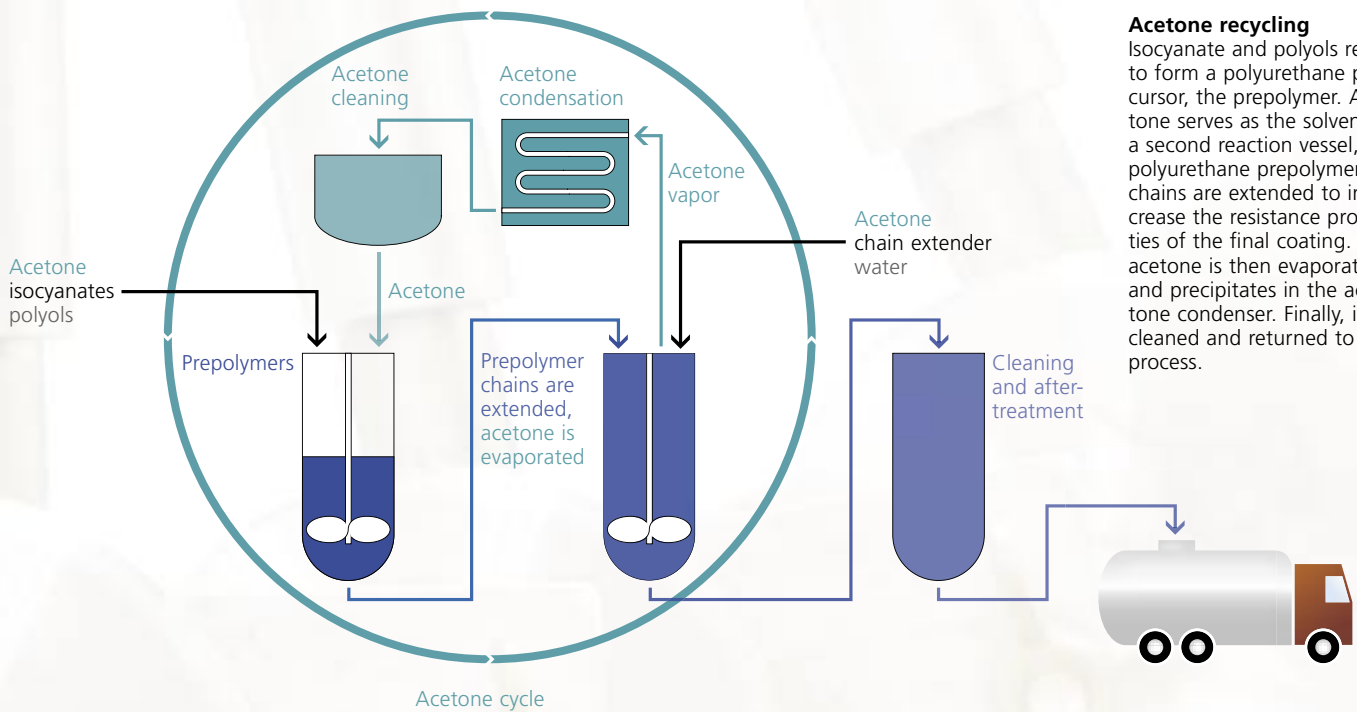 Acetone recycling
Isocyanate and polyols re
to form a polyurethane p
cursor, the prepolymer. A
tone serves as the solven
a second reaction vessel,
polyurethane prepolymer
chains are extended to in
crease the resistance pro
ties of the final coating.
acetone is then evaporat
and precipitates in the ac
tone condenser. Finally, i
cleaned and returned to
process.
Acetone
cleaning
Acetone
condensation
Acetone
vapor
Acetone
chain extender
water
Acetone
isocyanates
polyols
Acetone
Prepolymers
Prepolymer
chains are
extended,
acetone is
evaporated
Cleaning
and after-
treatment
Acetone cycle